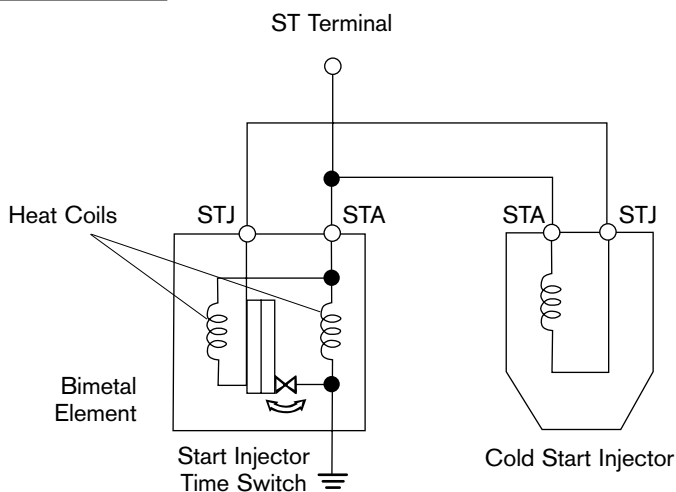 ST Terminal
Heat Coils
STJ
STA
STA
STJ
Bimetal
Element
Start Injector
Time Switch
Cold Start Injector